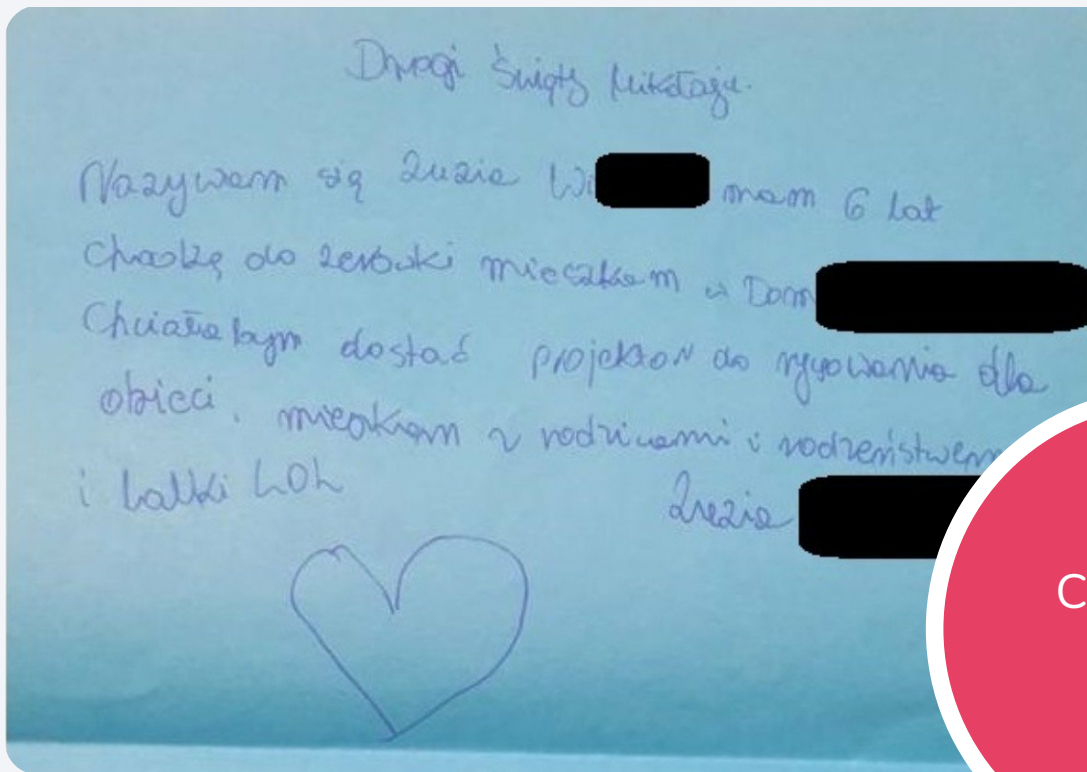 Drogi Święty Mikołaju.
Nazywam się Zuzia Wi mam 6 lat
Chodzę do zerówki mieszkam w Dom
Chciałabym dostać projektor do rysowania dla
dzieci. mieszkam z rodzicami i rodzeństwem
i lalki LOL
Zuzia
C